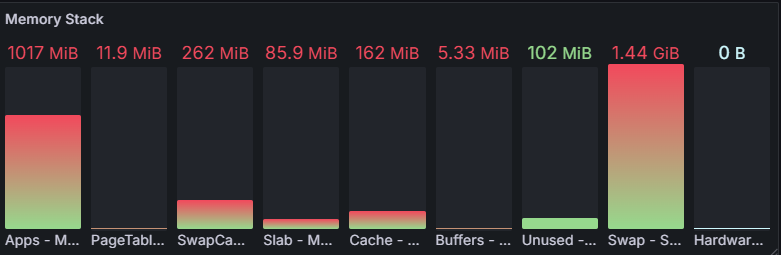 Memory Stack
1017 MiB 11.9 MiB 262 MiB 85.9 MiB 162 MiB 5.33 MiB 102 MiB 1.44 GiB 0 B
Apps - M... PageTabl... SwapCa... Slab - M... Cache - ... Buffers - ... Unused -... Swap - S... Hardwar...